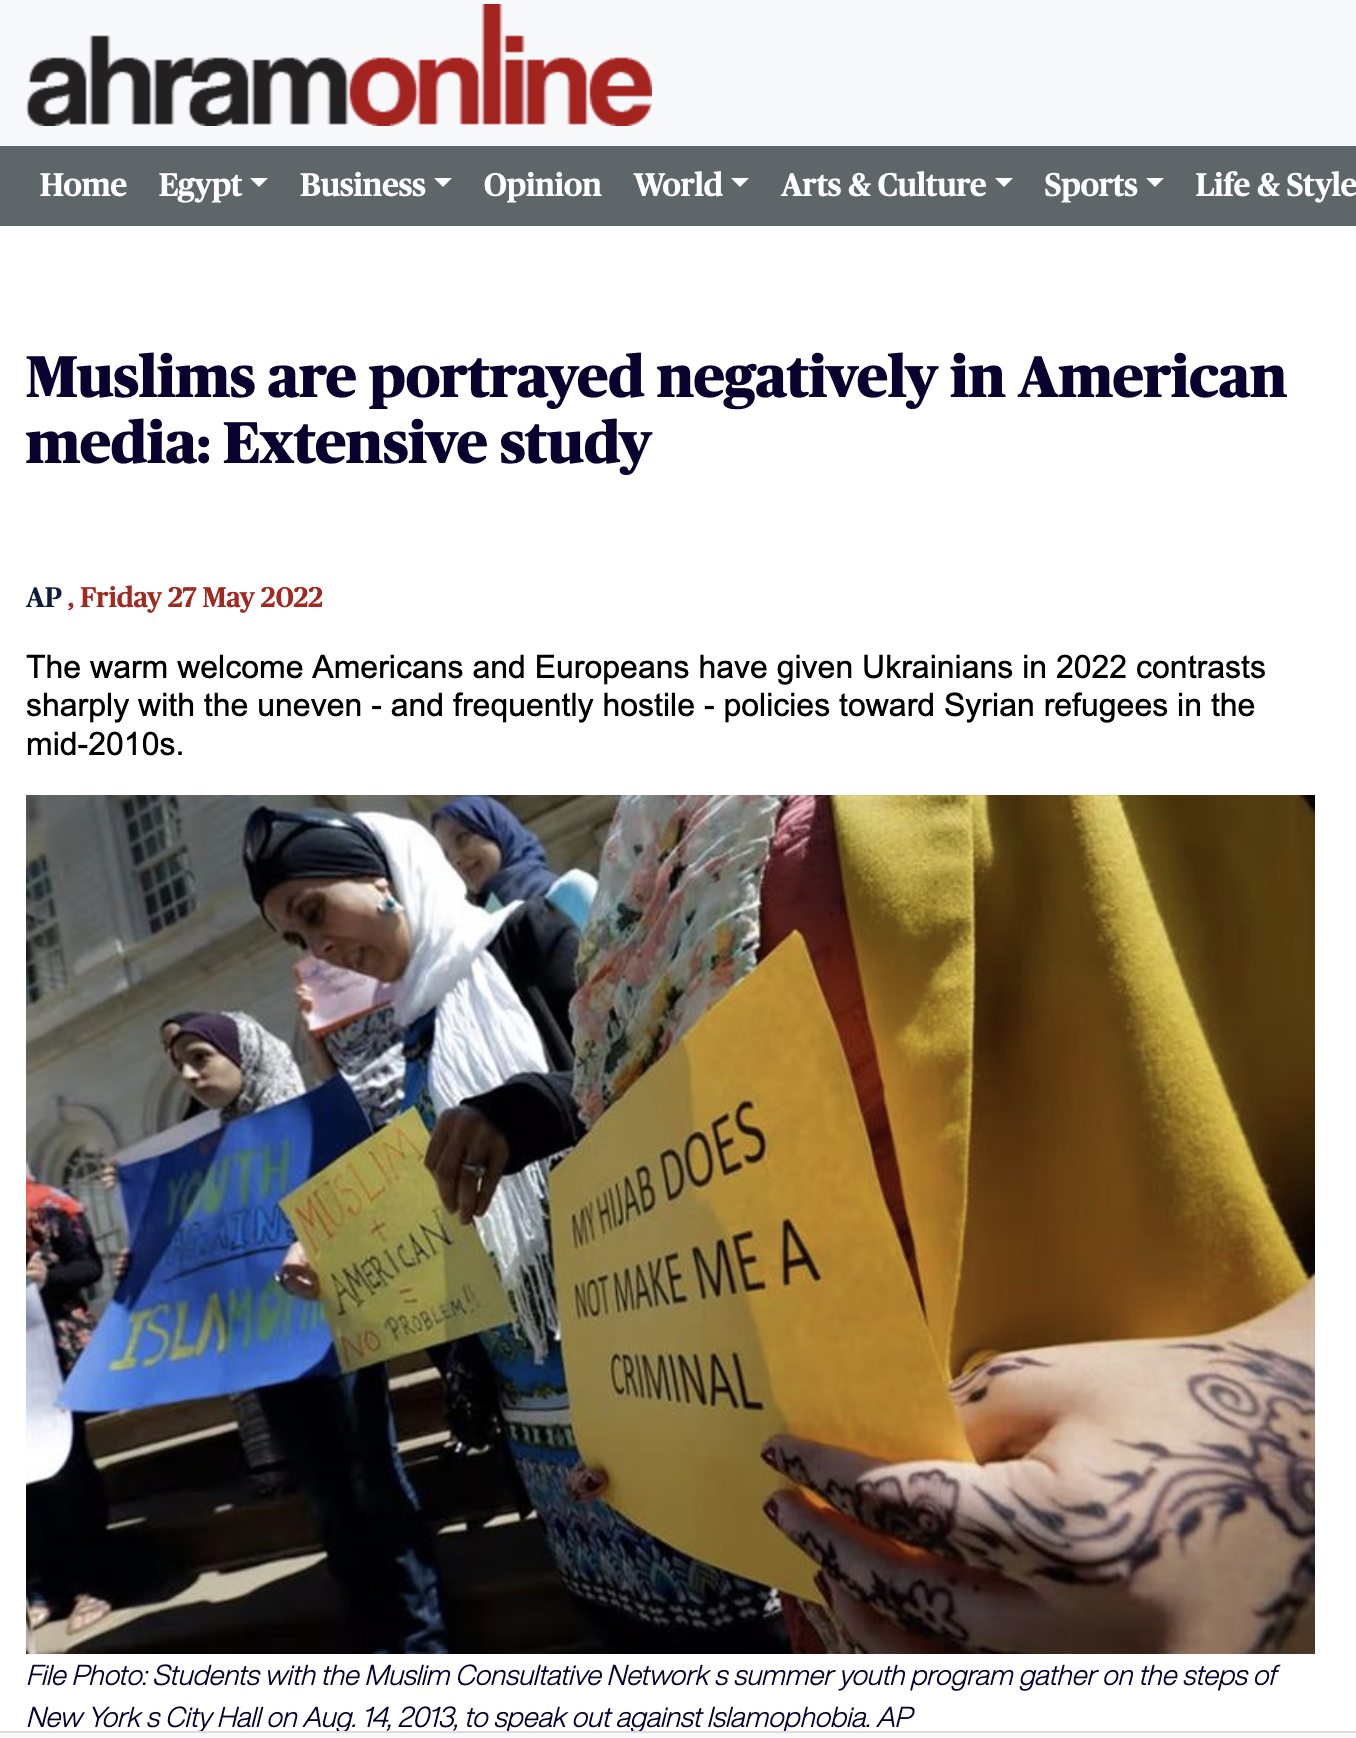 ahramonline
Home Egypt Business Opinion World Arts & Culture Sports Life & Style
Muslims are portrayed negatively in American
media: Extensive study
AP , Friday 27 May 2022
The warm welcome Americans and Europeans have given Ukrainians in 2022 contrasts
sharply with the uneven - and frequently hostile - policies toward Syrian refugees in the
mid-2010s.
YOUTH
AGAINS
ISLAMOPH
MUSLIM
+
AMERICAN
=
NO PROBLEM!!
MY HIJAB DOES
NOT MAKE ME A
CRIMINAL
File Photo: Students with the Muslim Consultative Network s summer youth program gather on the steps of
New York s City Hall on Aug. 14, 2013, to speak out against Islamophobia. AP